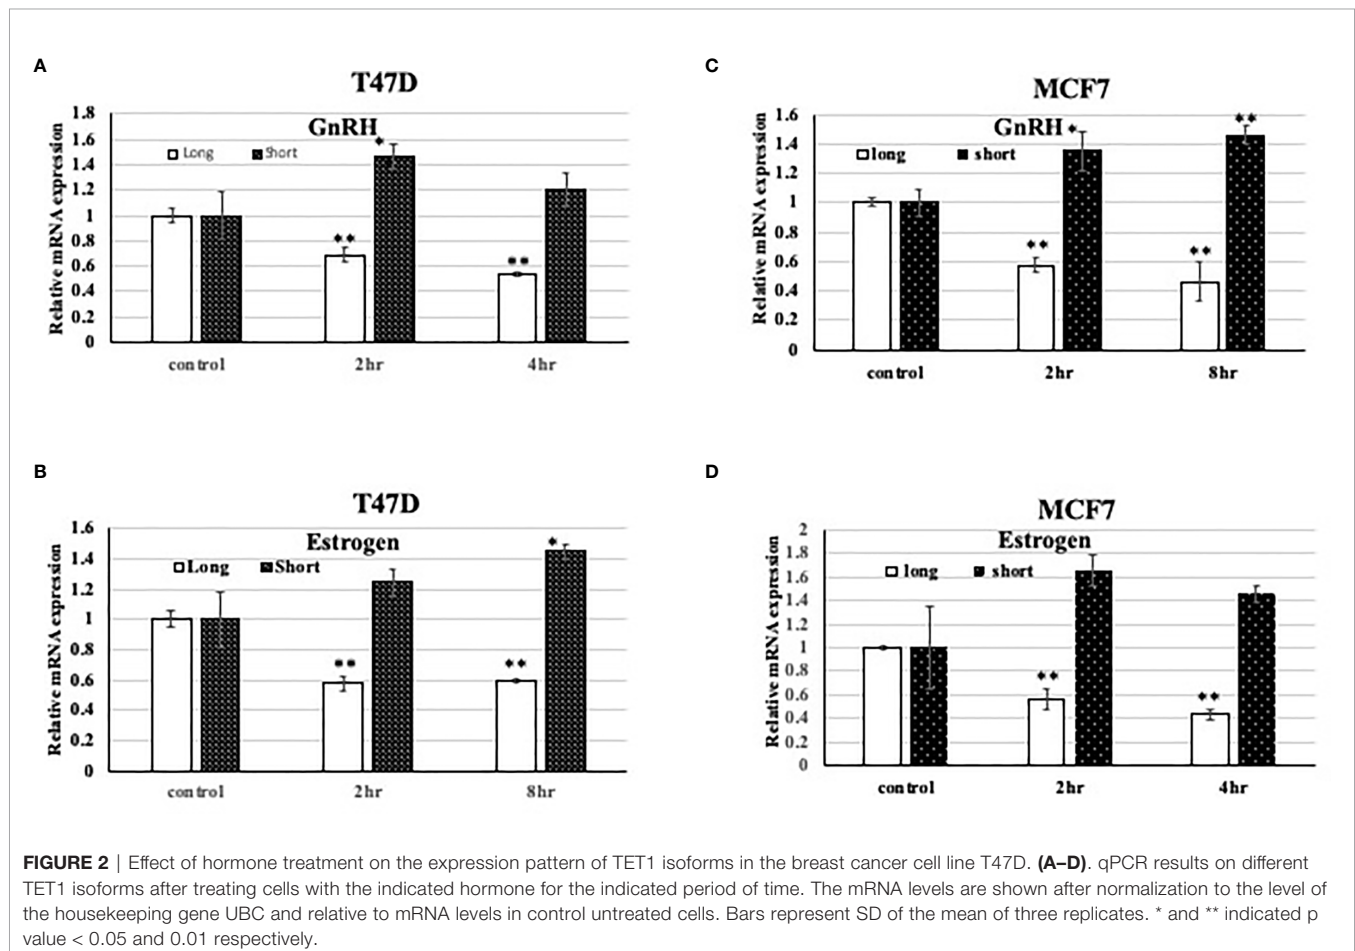 A
T47D
GnRH
Long Short
Relative mRNA expression
1.8
1.6
1.4
1.2
1
0.8
0.6
0.4
0.2
0
*
**
**
control 2hr 4hr
B
T47D
Estrogen
Long Short
Relative mRNA expression
1.6
1.4
1.2
1
0.8
0.6
0.4
0.2
0
*
**
**
control 2hr 8hr
C
MCF7
GnRH
long short
Relative mRNA expression
1.6
1.4
1.2
1
0.8
0.6
0.4
0.2
0
*
**
**
**
control 2hr 8hr
D
MCF7
Estrogen
long short
Relative mRNA expression
2
1.8
1.6
1.4
1.2
1
0.8
0.6
0.4
0.2
0
**
**
control 2hr 4hr
FIGURE 2 | Effect of hormone treatment on the expression pattern of TET1 isoforms in the breast cancer cell line T47D. (A–D). qPCR results on different
TET1 isoforms after treating cells with the indicated hormone for the indicated period of time. The mRNA levels are shown after normalization to the level of
the housekeeping gene UBC and relative to mRNA levels in control untreated cells. Bars represent SD of the mean of three replicates. * and ** indicated p
value < 0.05 and 0.01 respectively.